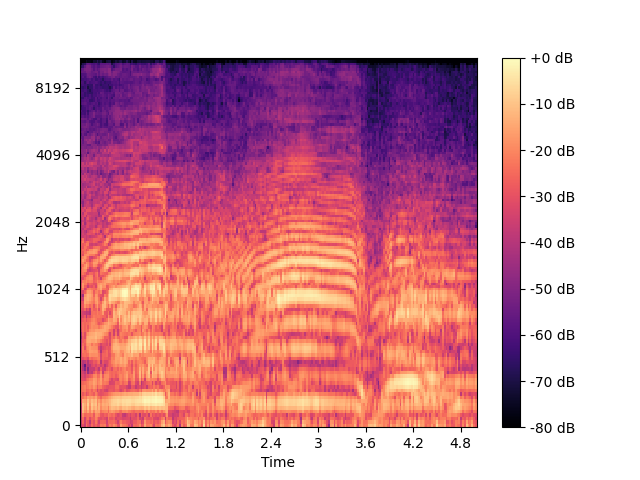 8192
4096
2048
1024
512
0
Hz
0 0.6 1.2 1.8 2.4 3 3.6 4.2 4.8
Time
+0 dB
-10 dB
-20 dB
-30 dB
-40 dB
-50 dB
-60 dB
-70 dB
-80 dB